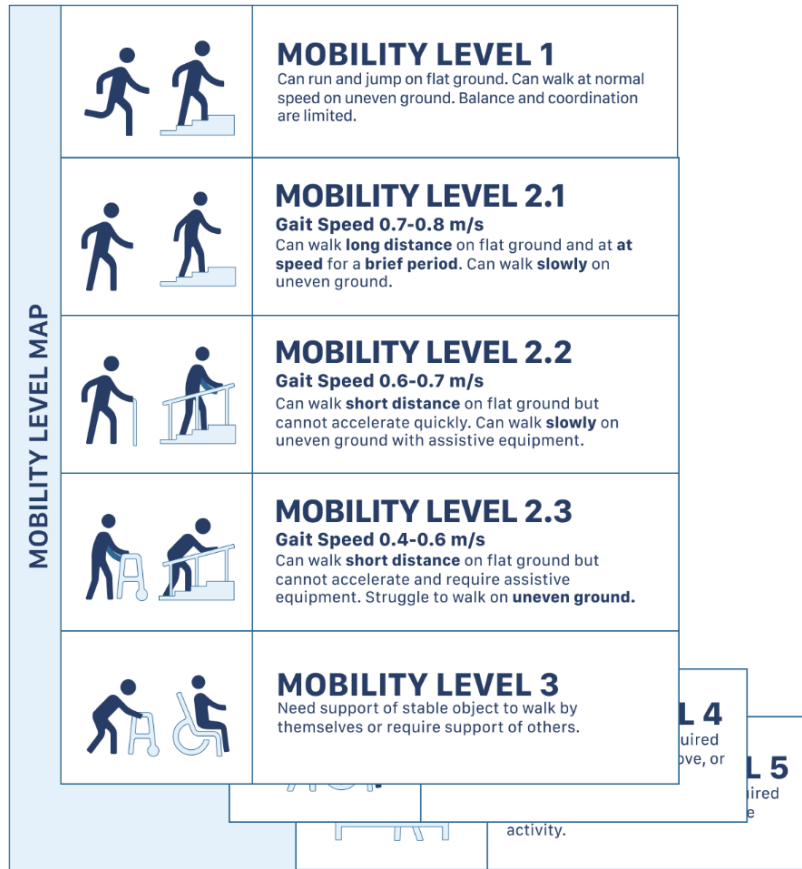 MOBILITY LEVEL MAP
MOBILITY LEVEL 1
Can run and jump on flat ground. Can walk at normal
speed on uneven ground. Balance and coordination
are limited.
MOBILITY LEVEL 2.1
Gait Speed 0.7-0.8 m/s
Can walk long distance on flat ground and at at
speed for a brief period. Can walk slowly on
uneven ground.
MOBILITY LEVEL 2.2
Gait Speed 0.6-0.7 m/s
Can walk short distance on flat ground but
cannot accelerate quickly. Can walk slowly on
uneven ground with assistive equipment.
MOBILITY LEVEL 2.3
Gait Speed 0.4-0.6 m/s
Can walk short distance on flat ground but
cannot accelerate and require assistive
equipment. Struggle to walk on uneven ground.
MOBILITY LEVEL 3
Need support of stable object to walk by
themselves or require support of others.
L 4
or
L 5
activity.